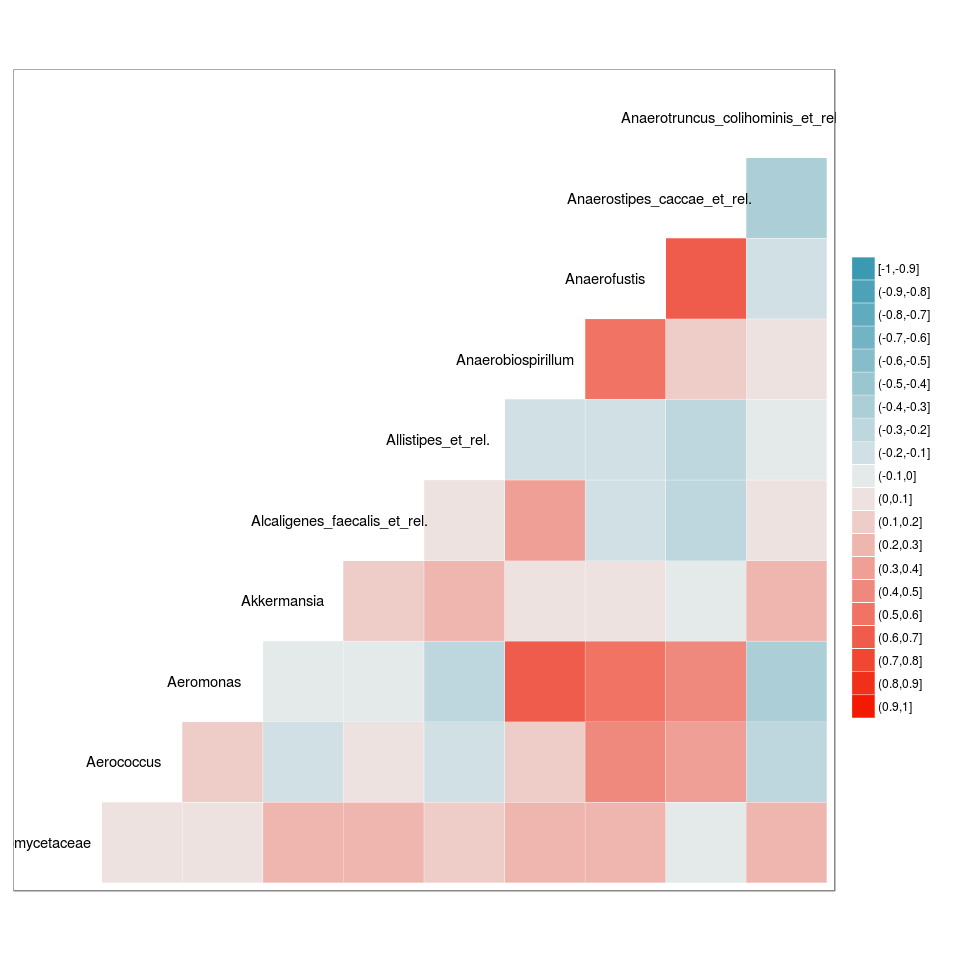 Anaerotruncus_colihominis_et_rel
Anaerostipes_caccae_et_rel.
Anaerofustis
Anaerobiospirillum
Allistipes_et_rel.
Alcaligenes_faecalis_et_rel.
Akkermansia
Aeromonas
Aerococcus
mycetaceae
[-1,-0.9]
(-0.9,-0.8]
(-0.8,-0.7]
(-0.7,-0.6]
(-0.6,-0.5]
(-0.5,-0.4]
(-0.4,-0.3]
(-0.3,-0.2]
(-0.2,-0.1]
(-0.1,0]
(0,0.1]
(0.1,0.2]
(0.2,0.3]
(0.3,0.4]
(0.4,0.5]
(0.5,0.6]
(0.6,0.7]
(0.7,0.8]
(0.8,0.9]
(0.9,1]